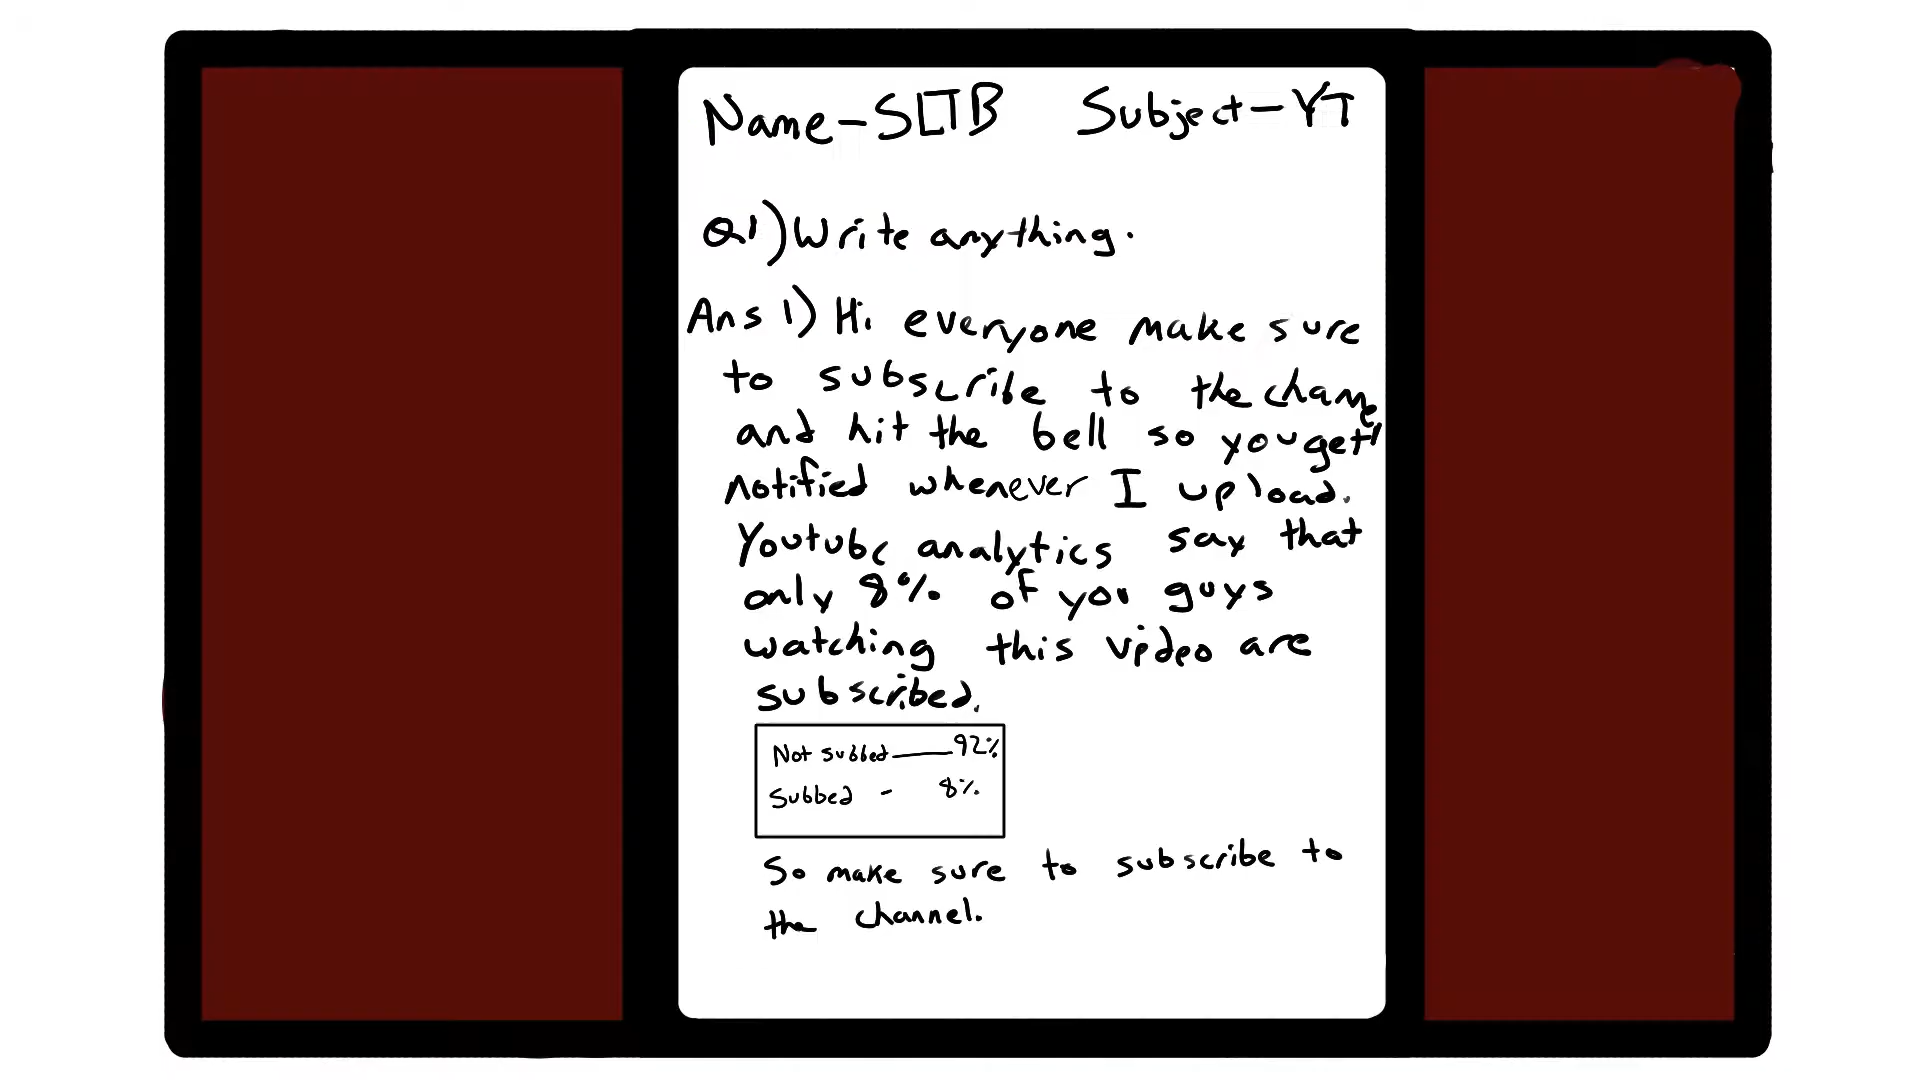 Name-SLTB Subject-YT
Q1) Write anything.
Ans 1) Hi everyone make sure
to subscribe to the channel
and hit the bell so you get
notified whenever I upload.
Youtube analytics say that
only 8% of you guys
watching this video are
subscribed.
Not subbed—92%
Subbed - 8%
So make sure to subscribe to
the channel.